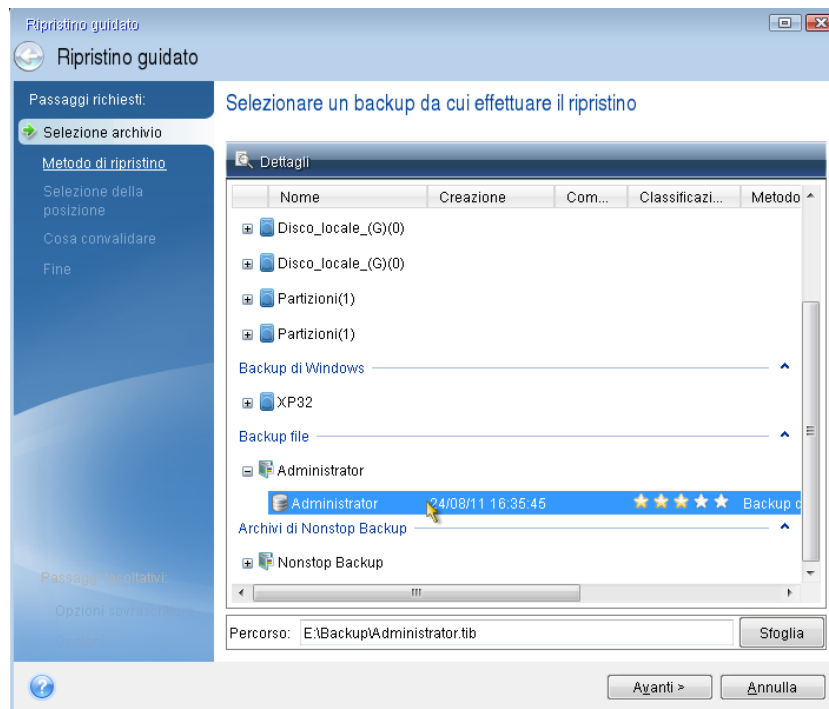 Ripristino guidato
Ripristino guidato
Passaggi richiesti:
Selezione archivio
Metodo di ripristino
Selezione della
posizione
Cosa convalidare
Fine
Passaggi facoltativi:
Selezionare un backup da cui effettuare il ripristino
Dettagli
Nome Creazione Com... Classificazi... Metodo
Disco_locale_(G)(0)
Disco_locale_(G)(0)
Partizioni(1)
Partizioni(1)
Backup di Windows
XP32
Backup file
Administrator
Administrator 24/08/11 16:35:45 Backup
Archivi di Nonstop Backup
Nonstop Backup
Percorso: E:\Backup\Administrator.tib Sfoglia
Avanti > Annulla